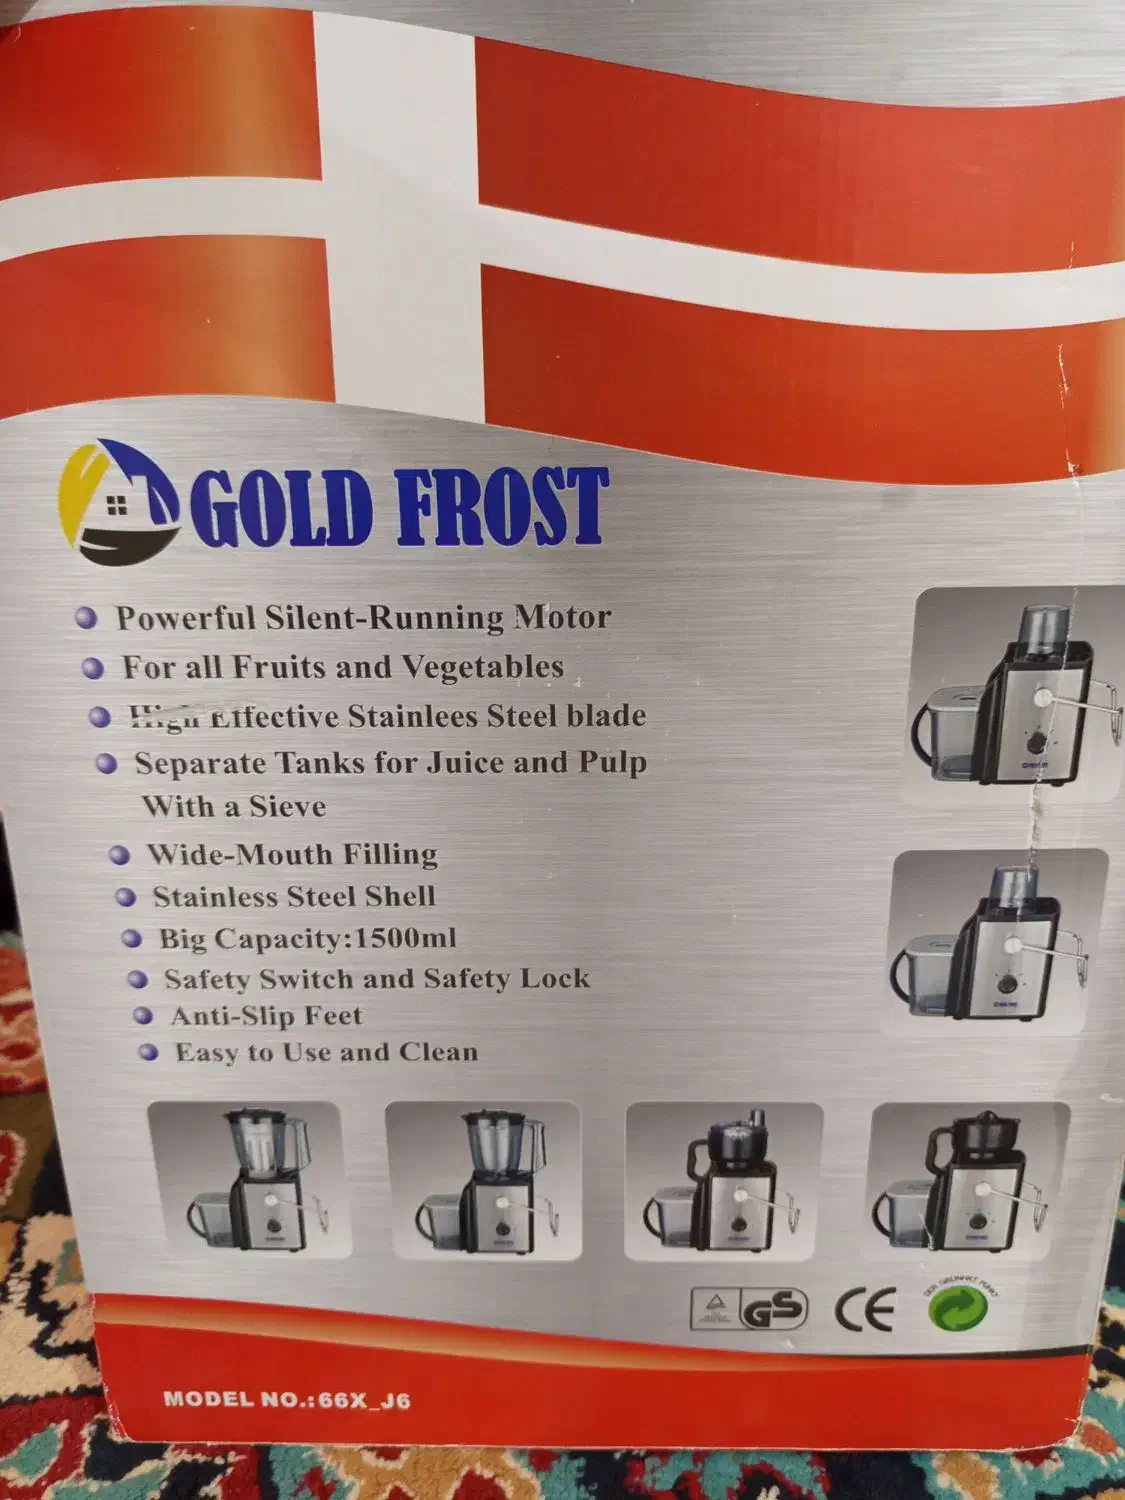 GOLD FROST
Powerful Silent-Running Motor
For all Fruits and Vegetables
High Effective Stainlees Steel blade
Separate Tanks for Juice and Pulp
With a Sieve
Wide-Mouth Filling
Stainless Steel Shell
Big Capacity:1500ml
Safety Switch and Safety Lock
Anti-Slip Feet
Easy to Use and Clean
GS CE
MODEL NO.:66X_J6